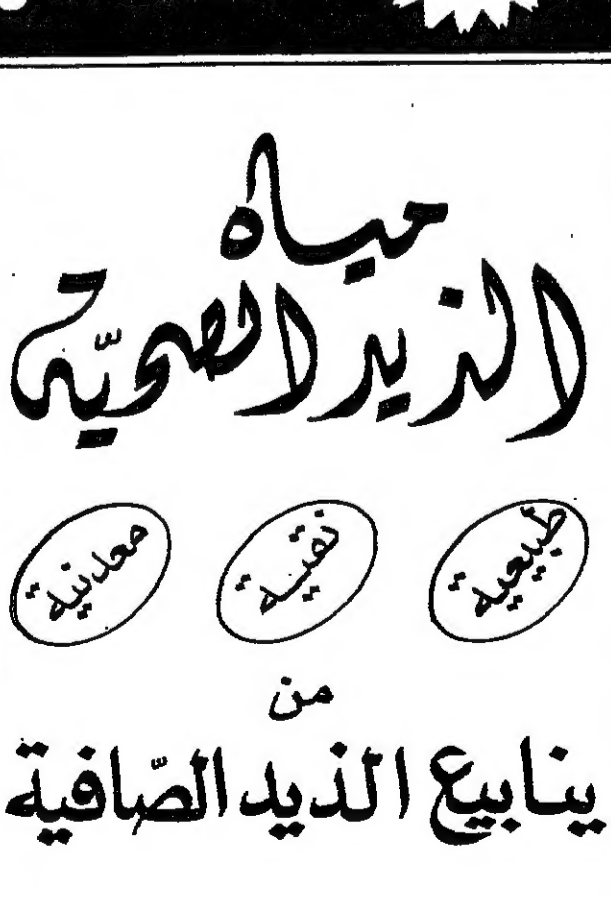 مياه
الذيد الصحيّة
طبيعية نقية معدنية
من
ينابيع الذيد الصّافية